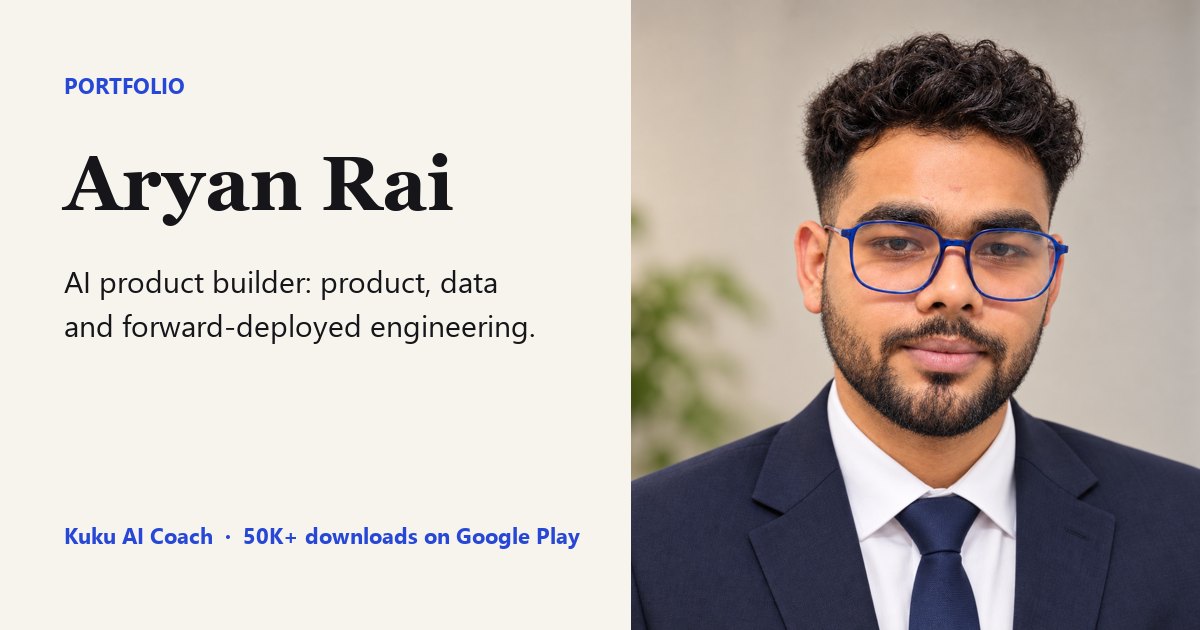 PORTFOLIO
Aryan Rai
AI product builder: product, data
and forward-deployed engineering.
Kuku AI Coach · 50K+ downloads on Google Play